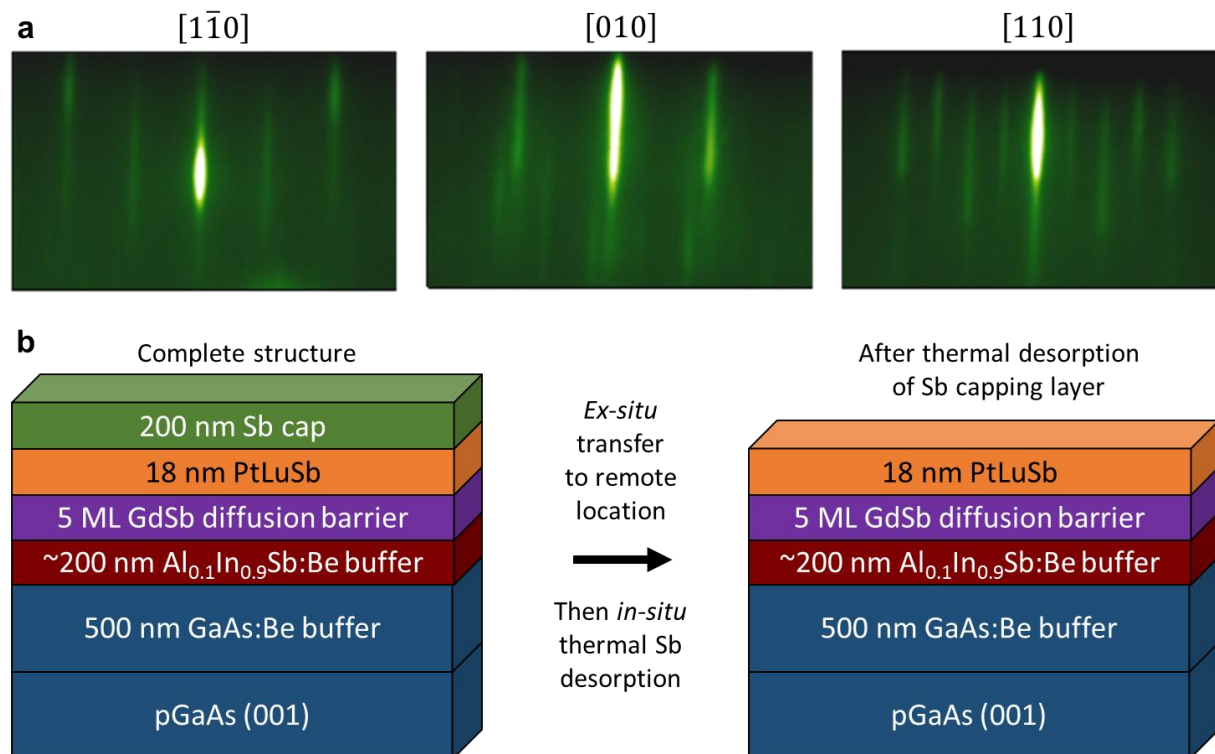 a
[11̄0]
[010]
[110]
b
Complete structure
200 nm Sb cap
18 nm PtLuSb
5 ML GdSb diffusion barrier
~200 nm Al₀.₁In₀.₉Sb:Be buffer
500 nm GaAs:Be buffer
pGaAs (001)
Ex-situ
transfer
to remote
location
Then in-situ
thermal Sb
desorption
After thermal desorption
of Sb capping layer
18 nm PtLuSb
5 ML GdSb diffusion barrier
~200 nm Al₀.₁In₀.₉Sb:Be buffer
500 nm GaAs:Be buffer
pGaAs (001)